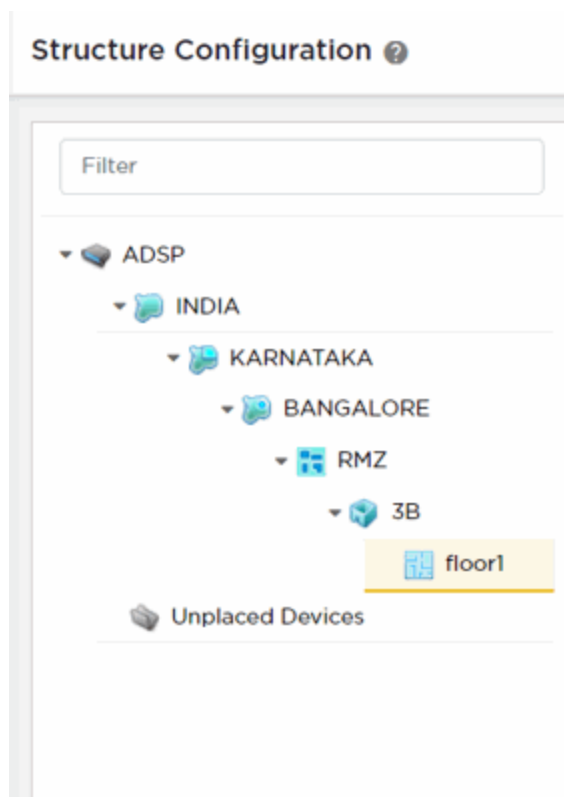 Structure Configuration
Filter
ADSP
INDIA
KARNATAKA
BANGALORE
RMZ
3B
floor1
Unplaced Devices